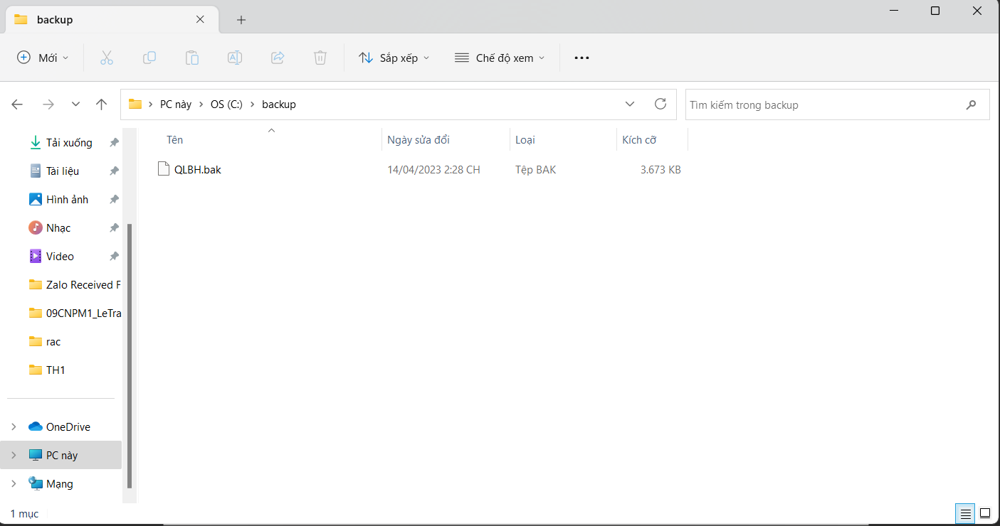 backup
Mới
Sắp xếp
Chế độ xem
PC này > OS (C:) > backup
Tìm kiếm trong backup
Tải xuống
Tài liệu
Hình ảnh
Nhạc
Video
Zalo Received F
09CNPM1_LeTra
rac
TH1
OneDrive
PC này
Mạng
Tên Ngày sửa đổi Loại Kích cỡ
QLBH.bak 14/04/2023 2:28 CH Tệp BAK 3.673 KB
1 mục